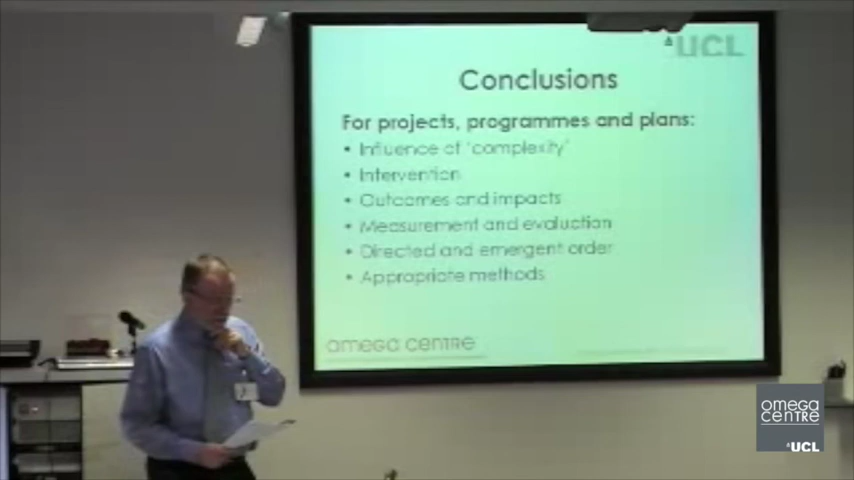 UCL
Conclusions
For projects, programmes and plans:
• Influence of 'complexity'
• Intervention
• Outcomes and impacts
• Measurement and evaluation
• Directed and emergent order
• Appropriate methods
omega centre
omega
centre
UCL